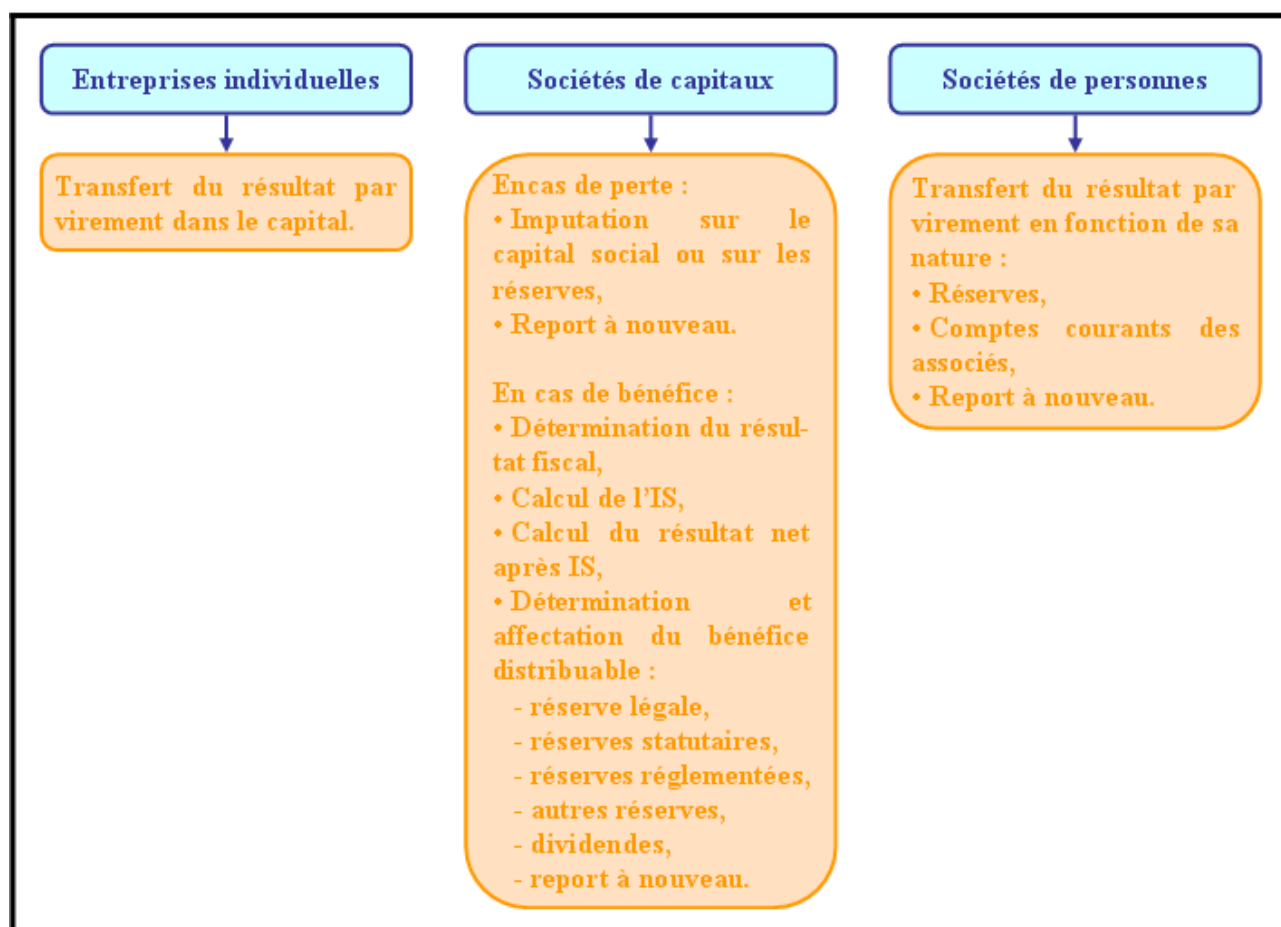 Entreprises individuelles
Transfert du résultat par
virement dans le capital.
Sociétés de capitaux
Encas de perte :
• Imputation sur le
capital social ou sur les
réserves,
• Report à nouveau.
En cas de bénéfice :
• Détermination du résul-
tat fiscal,
• Calcul de l'IS,
• Calcul du résultat net
après IS,
• Détermination et
affectation du bénéfice
distribuable :
- réserve légale,
- réserves statutaires,
- réserves réglementées,
- autres réserves,
- dividendes,
- report à nouveau.
Sociétés de personnes
Transfert du résultat par
virement en fonction de sa
nature :
• Réserves,
• Comptes courants des
associés,
• Report à nouveau.